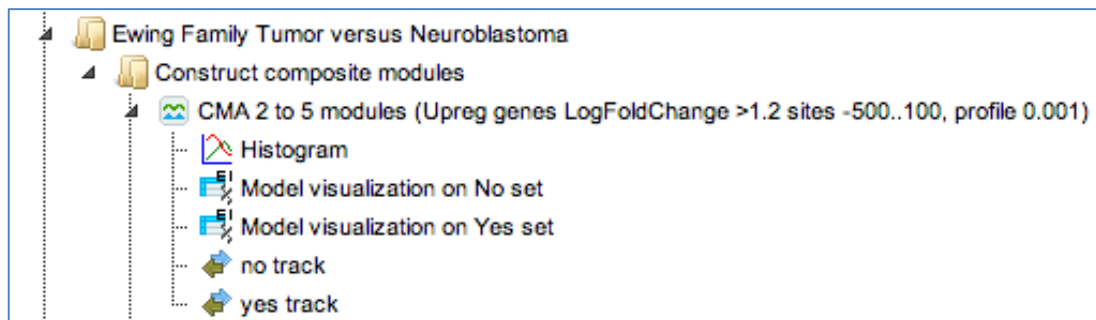 Ewing Family Tumor versus Neuroblastoma
Construct composite modules
CMA 2 to 5 modules (Upreg genes LogFoldChange >1.2 sites -500..100, profile 0.001)
Histogram
Model visualization on No set
Model visualization on Yes set
no track
yes track